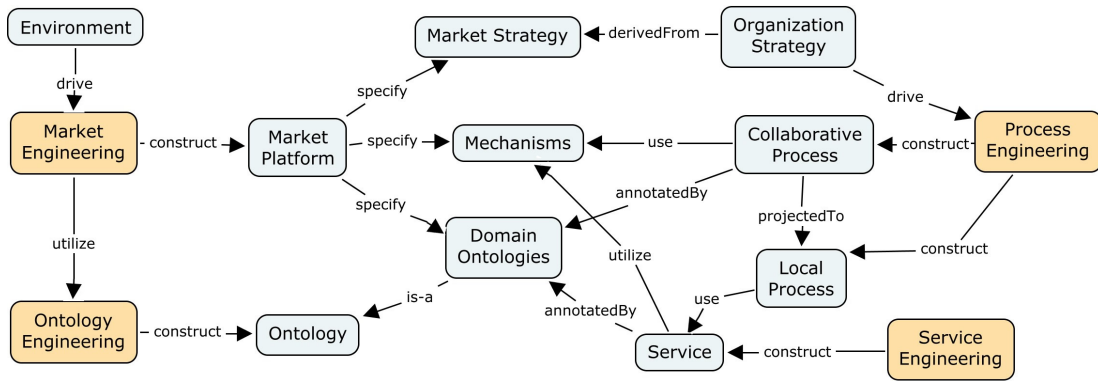 Environment
Market Strategy
derivedFrom
Organization
Strategy
drive
specify
drive
Market
Engineering
construct
Market
Platform
specify
Mechanisms
use
Collaborative
Process
construct
Process
Engineering
specify
annotatedBy
projectedTo
utilize
Domain
Ontologies
utilize
construct
Local
Process
is-a
annotatedBy
use
Ontology
Engineering
construct
Ontology
Service
construct
Service
Engineering